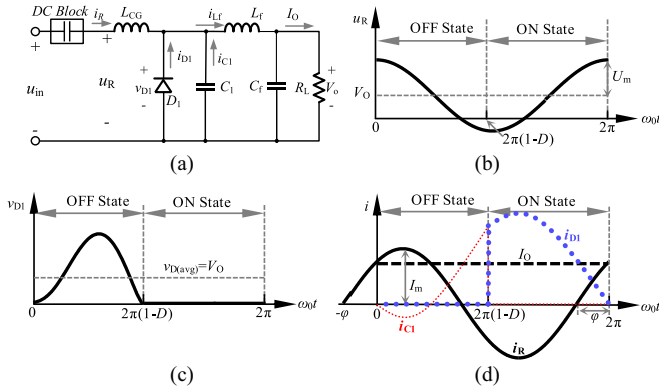 DC Block
i_R
L_CG
i_Lf
L_f
I_O
+
+
i_D1
i_C1
u_in
u_R
+
v_D1
D_1
C_1
C_f
R_L
+
V_o
-
-
-
-
(a)
u_R
OFF State
ON State
V_O
U_m
0
2π(1-D)
2π
ω_0t
(b)
v_D1
OFF State
ON State
v_D(avg)=V_O
0
2π(1-D)
2π
ω_0t
(c)
i
OFF State
ON State
i_D1
I_O
I_m
-φ
0
i_C1
2π(1-D)
i_R
φ
2π
ω_0t
(d)